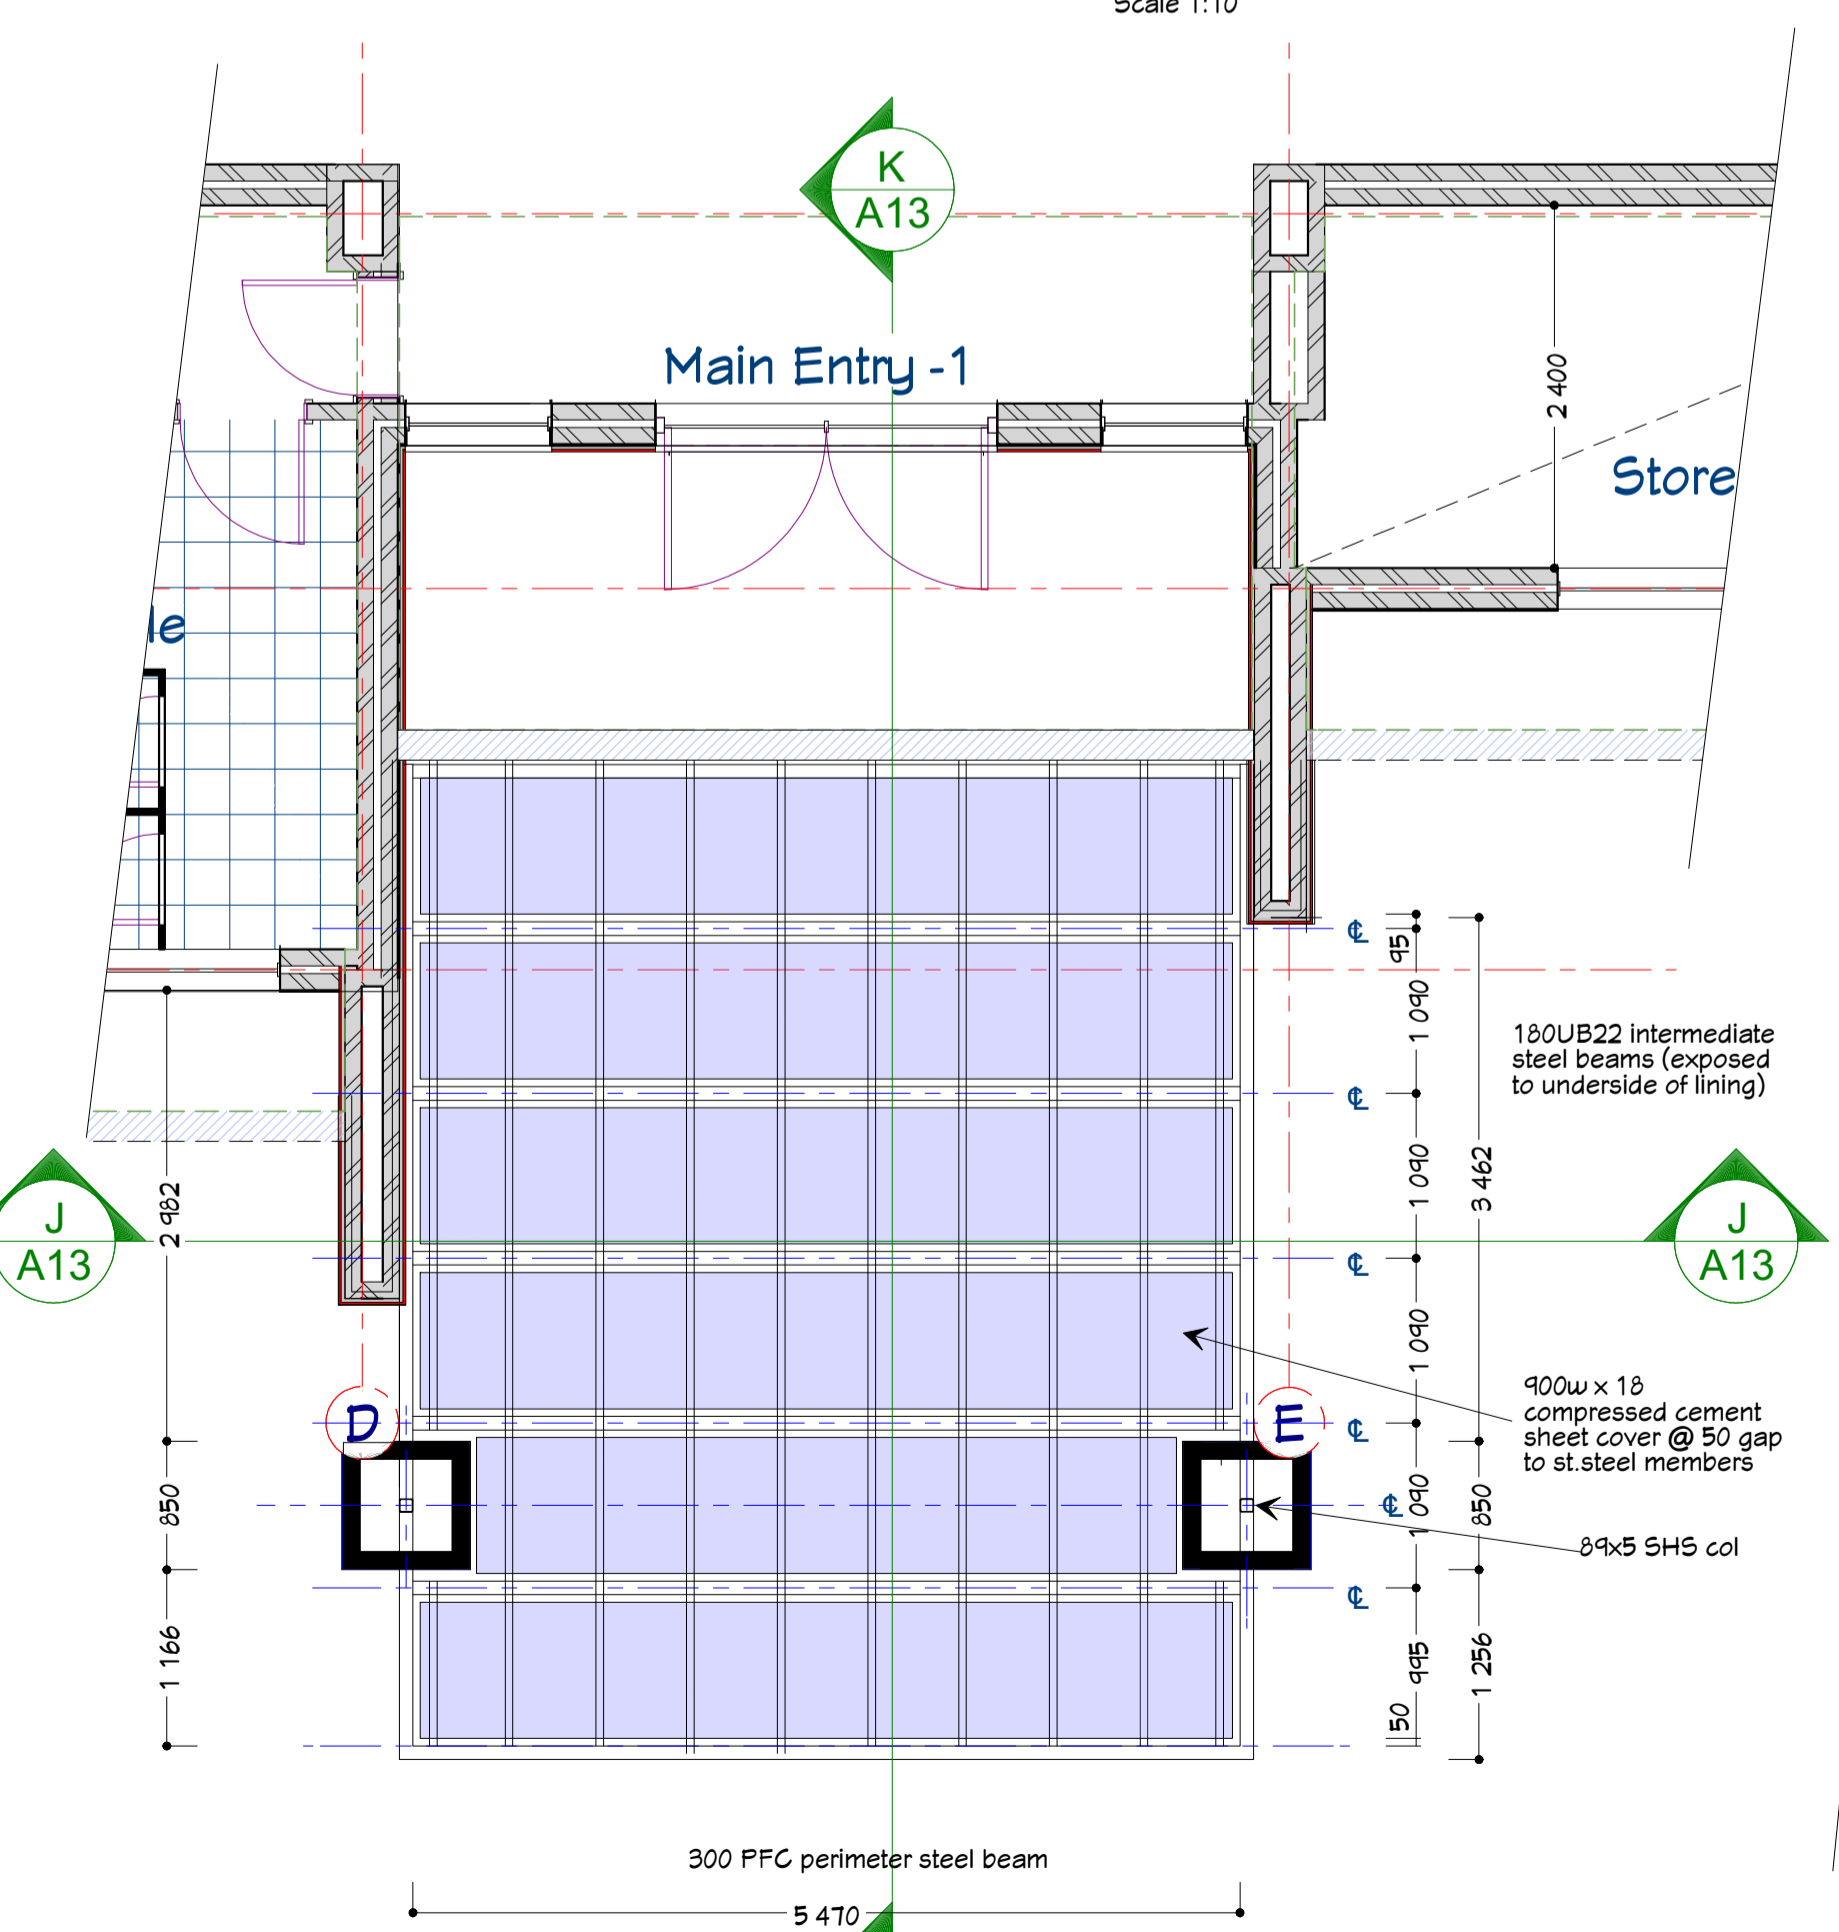 Scale 1:10
K
A13
Main Entry -1
2 400
Store
le
℄
95
1 090
180UB22 intermediate
steel beams (exposed
to underside of lining)
℄
2 982
1 090
3 462
J
A13
J
A13
℄
1 090
900w x 18
compressed cement
sheet cover @ 50 gap
to st.steel members
D
E
℄
850
℄
1 090
850
89x5 SHS col
℄
1 166
995
1 256
50
300 PFC perimeter steel beam
5 470